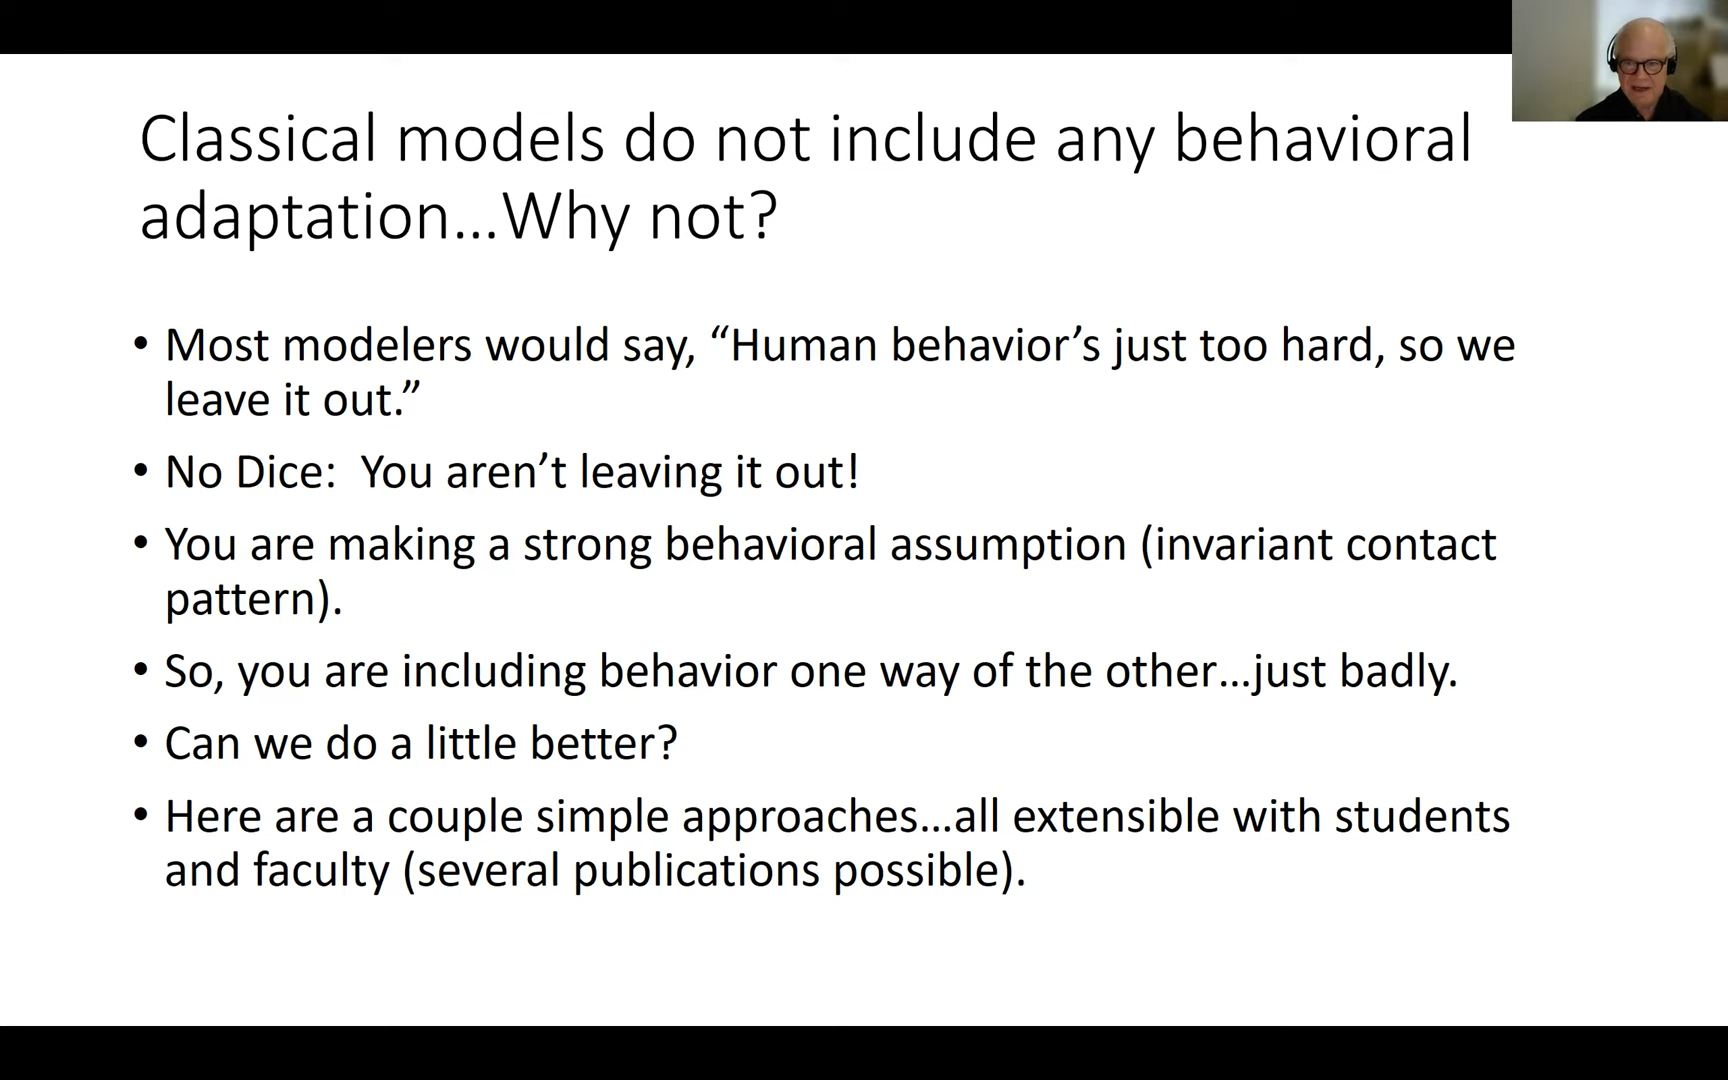 Classical models do not include any behavioral
adaptation…Why not?
• Most modelers would say, “Human behavior’s just too hard, so we
leave it out.”
• No Dice:  You aren’t leaving it out!
• You are making a strong behavioral assumption (invariant contact
pattern).
• So, you are including behavior one way of the other…just badly.
• Can we do a little better?
• Here are a couple simple approaches…all extensible with students
and faculty (several publications possible).